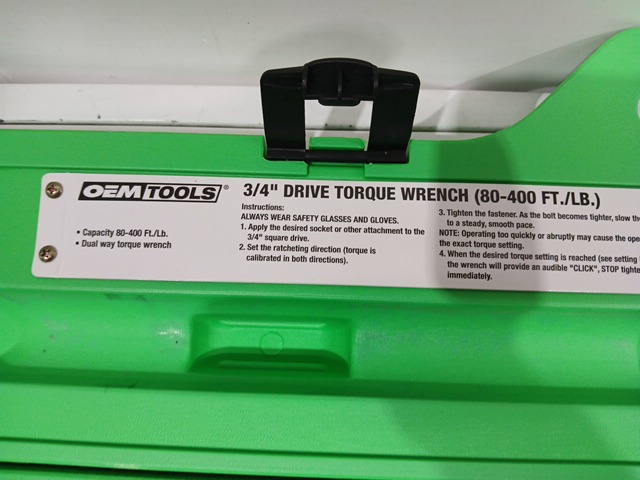 OEMTOOLS®
• Capacity 80-400 Ft./Lb.
• Dual way torque wrench
3/4" DRIVE TORQUE WRENCH (80-400 FT./LB.)
Instructions:
ALWAYS WEAR SAFETY GLASSES AND GLOVES.
1. Apply the desired socket or other attachment to the
3/4" square drive.
2. Set the ratcheting direction (torque is
calibrated in both directions).
3. Tighten the fastener. As the bolt becomes tighter, slow the
to a steady, smooth pace.
NOTE: Operating too quickly or abruptly may cause the
the exact torque setting.
4. When the desired torque setting is reached (see setting
the wrench will provide an audible "CLICK", STOP
immediately.